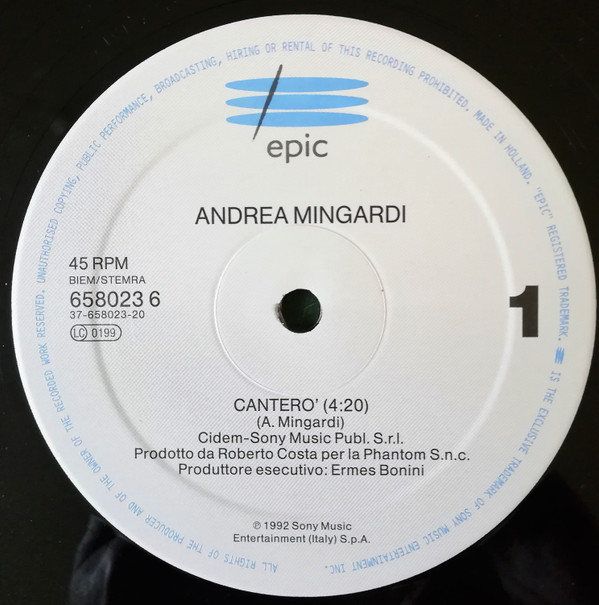 ALL RIGHTS OF THE PRODUCER AND OF THE OWNER OF THE RECORDED WORK RESERVED. UNAUTHORISED COPYING, PUBLIC PERFORMANCE, BROADCASTING, HIRING OR RENTAL OF THIS RECORDING PROHIBITED. MADE IN HOLLAND. "EPIC" REGISTERED TRADEMARK. IS THE EXCLUSIVE TRADEMARK OF SONY MUSIC ENTERTAINMENT INC.
epic
ANDREA MINGARDI
45 RPM
BIEM/STEMRA
658023 6
37-658023-20
LC 0199
1
CANTERO' (4:20)
(A. Mingardi)
Cidem-Sony Music Publ. S.r.l.
Prodotto da Roberto Costa per la Phantom S.n.c.
Produttore esecutivo: Ermes Bonini
℗ 1992 Sony Music
Entertainment (Italy) S.p.A.